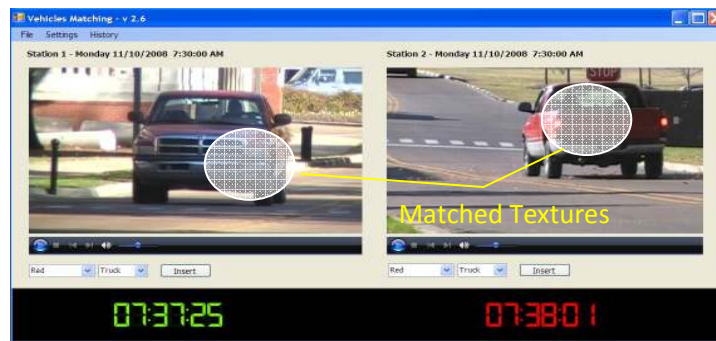 Vehicles Matching - v 2.6
File Settings History
Station 1 - Monday 11/10/2008 7:30:00 AM
Station 2 - Monday 11/10/2008 7:30:00 AM
STOP
Matched Textures
Red Truck Insert
Red Truck Insert
07:37:25
07:38:01